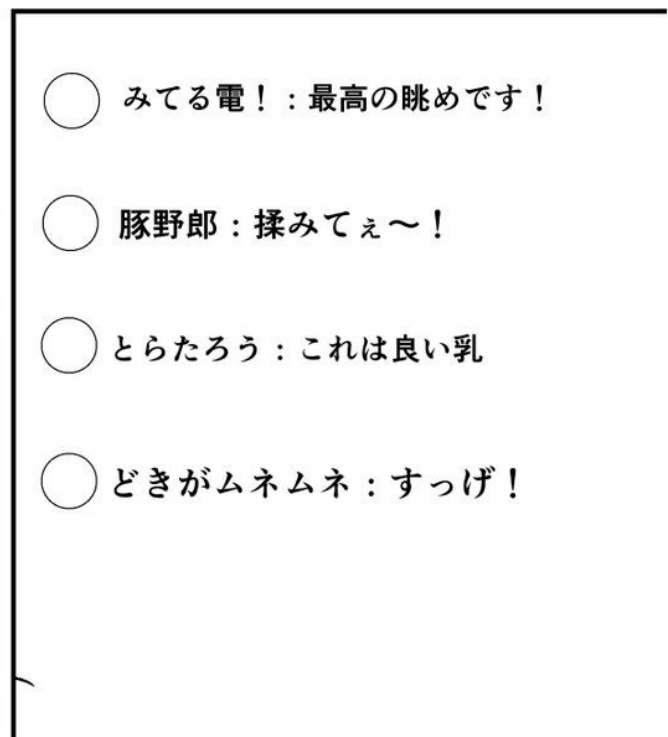 みてる電！：最高の眺めです！
豚野郎：揉みてぇ〜！
とらたろう：これは良い乳
どきがムネムネ：すっげ！